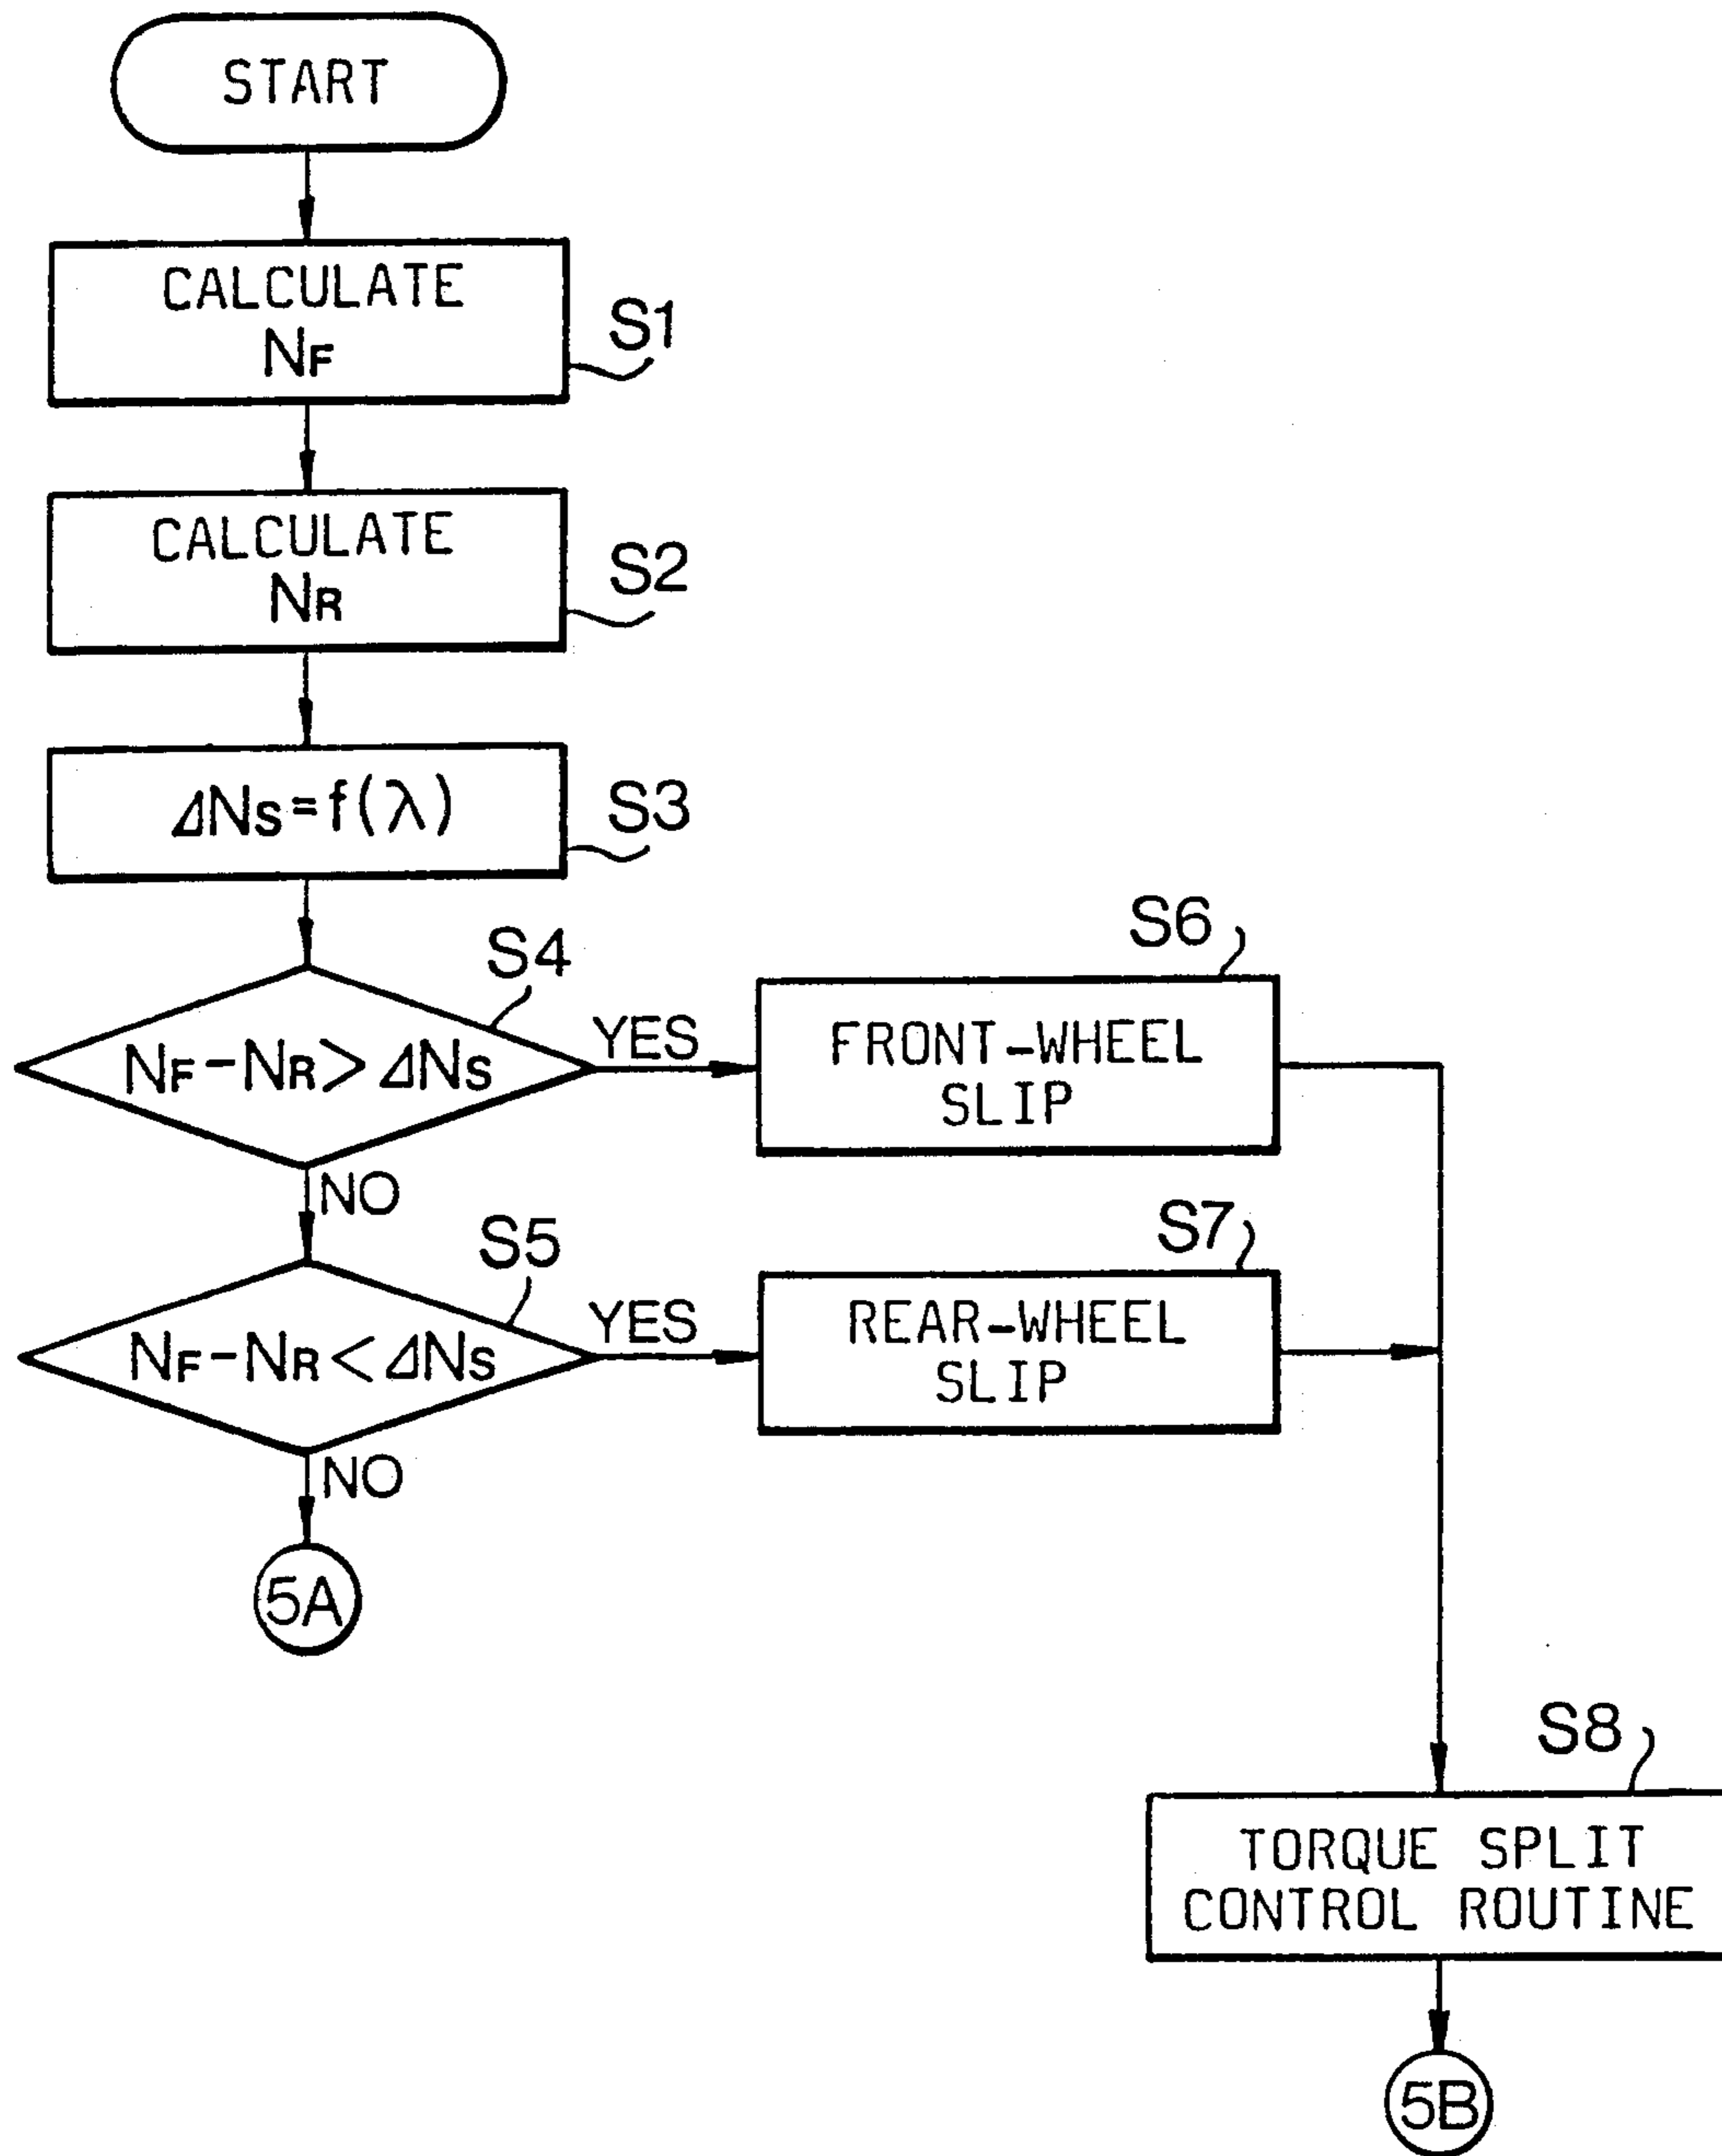 START
CALCULATE
NF
S1
CALCULATE
NR
S2
ΔNs=f(λ)
S3
S4
NF-NR>ΔNs
YES
S6
FRONT-WHEEL
SLIP
NO
S5
NF-NR<ΔNs
YES
S7
REAR-WHEEL
SLIP
NO
5A
S8
TORQUE SPLIT
CONTROL ROUTINE
5B